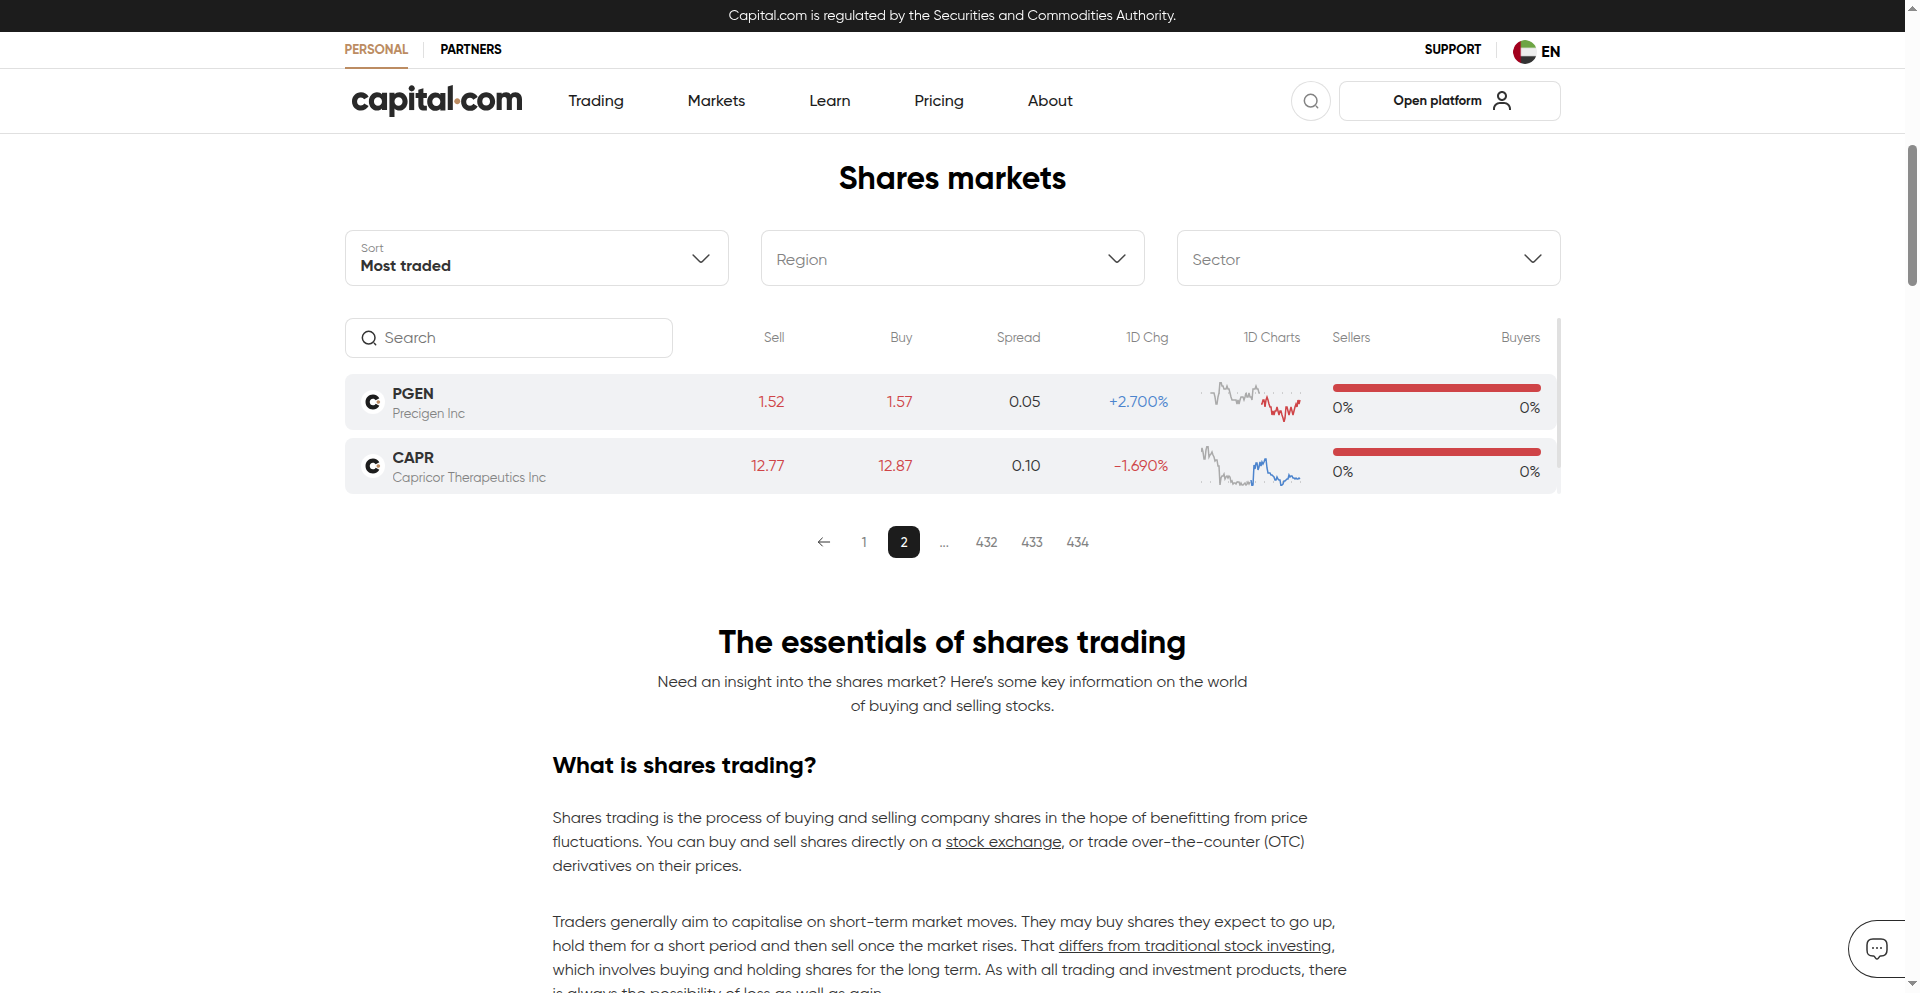 Capital.com is regulated by the Securities and Commodities Authority.
PERSONAL PARTNERS SUPPORT EN
capital.com Trading Markets Learn Pricing About Open platform
Shares markets
Sort
Most traded
Region
Sector
Search Sell Buy Spread 1D Chg 1D Charts Sellers Buyers
PGEN
Precigen Inc
1.52 1.57 0.05 +2.700% 0% 0%
CAPR
Capricor Therapeutics Inc
12.77 12.87 0.10 -1.690% 0% 0%
1 2 ... 432 433 434
The essentials of shares trading
Need an insight into the shares market? Here’s some key information on the world
of buying and selling stocks.
What is shares trading?
Shares trading is the process of buying and selling company shares in the hope of benefitting from price
fluctuations. You can buy and sell shares directly on a stock exchange, or trade over-the-counter (OTC)
derivatives on their prices.
Traders generally aim to capitalise on short-term market moves. They may buy shares they expect to go up,
hold them for a short period and then sell once the market rises. That differs from traditional stock investing,
which involves buying and holding shares for the long term. As with all trading and investment products, there
is always the possibility of loss as well as gain.